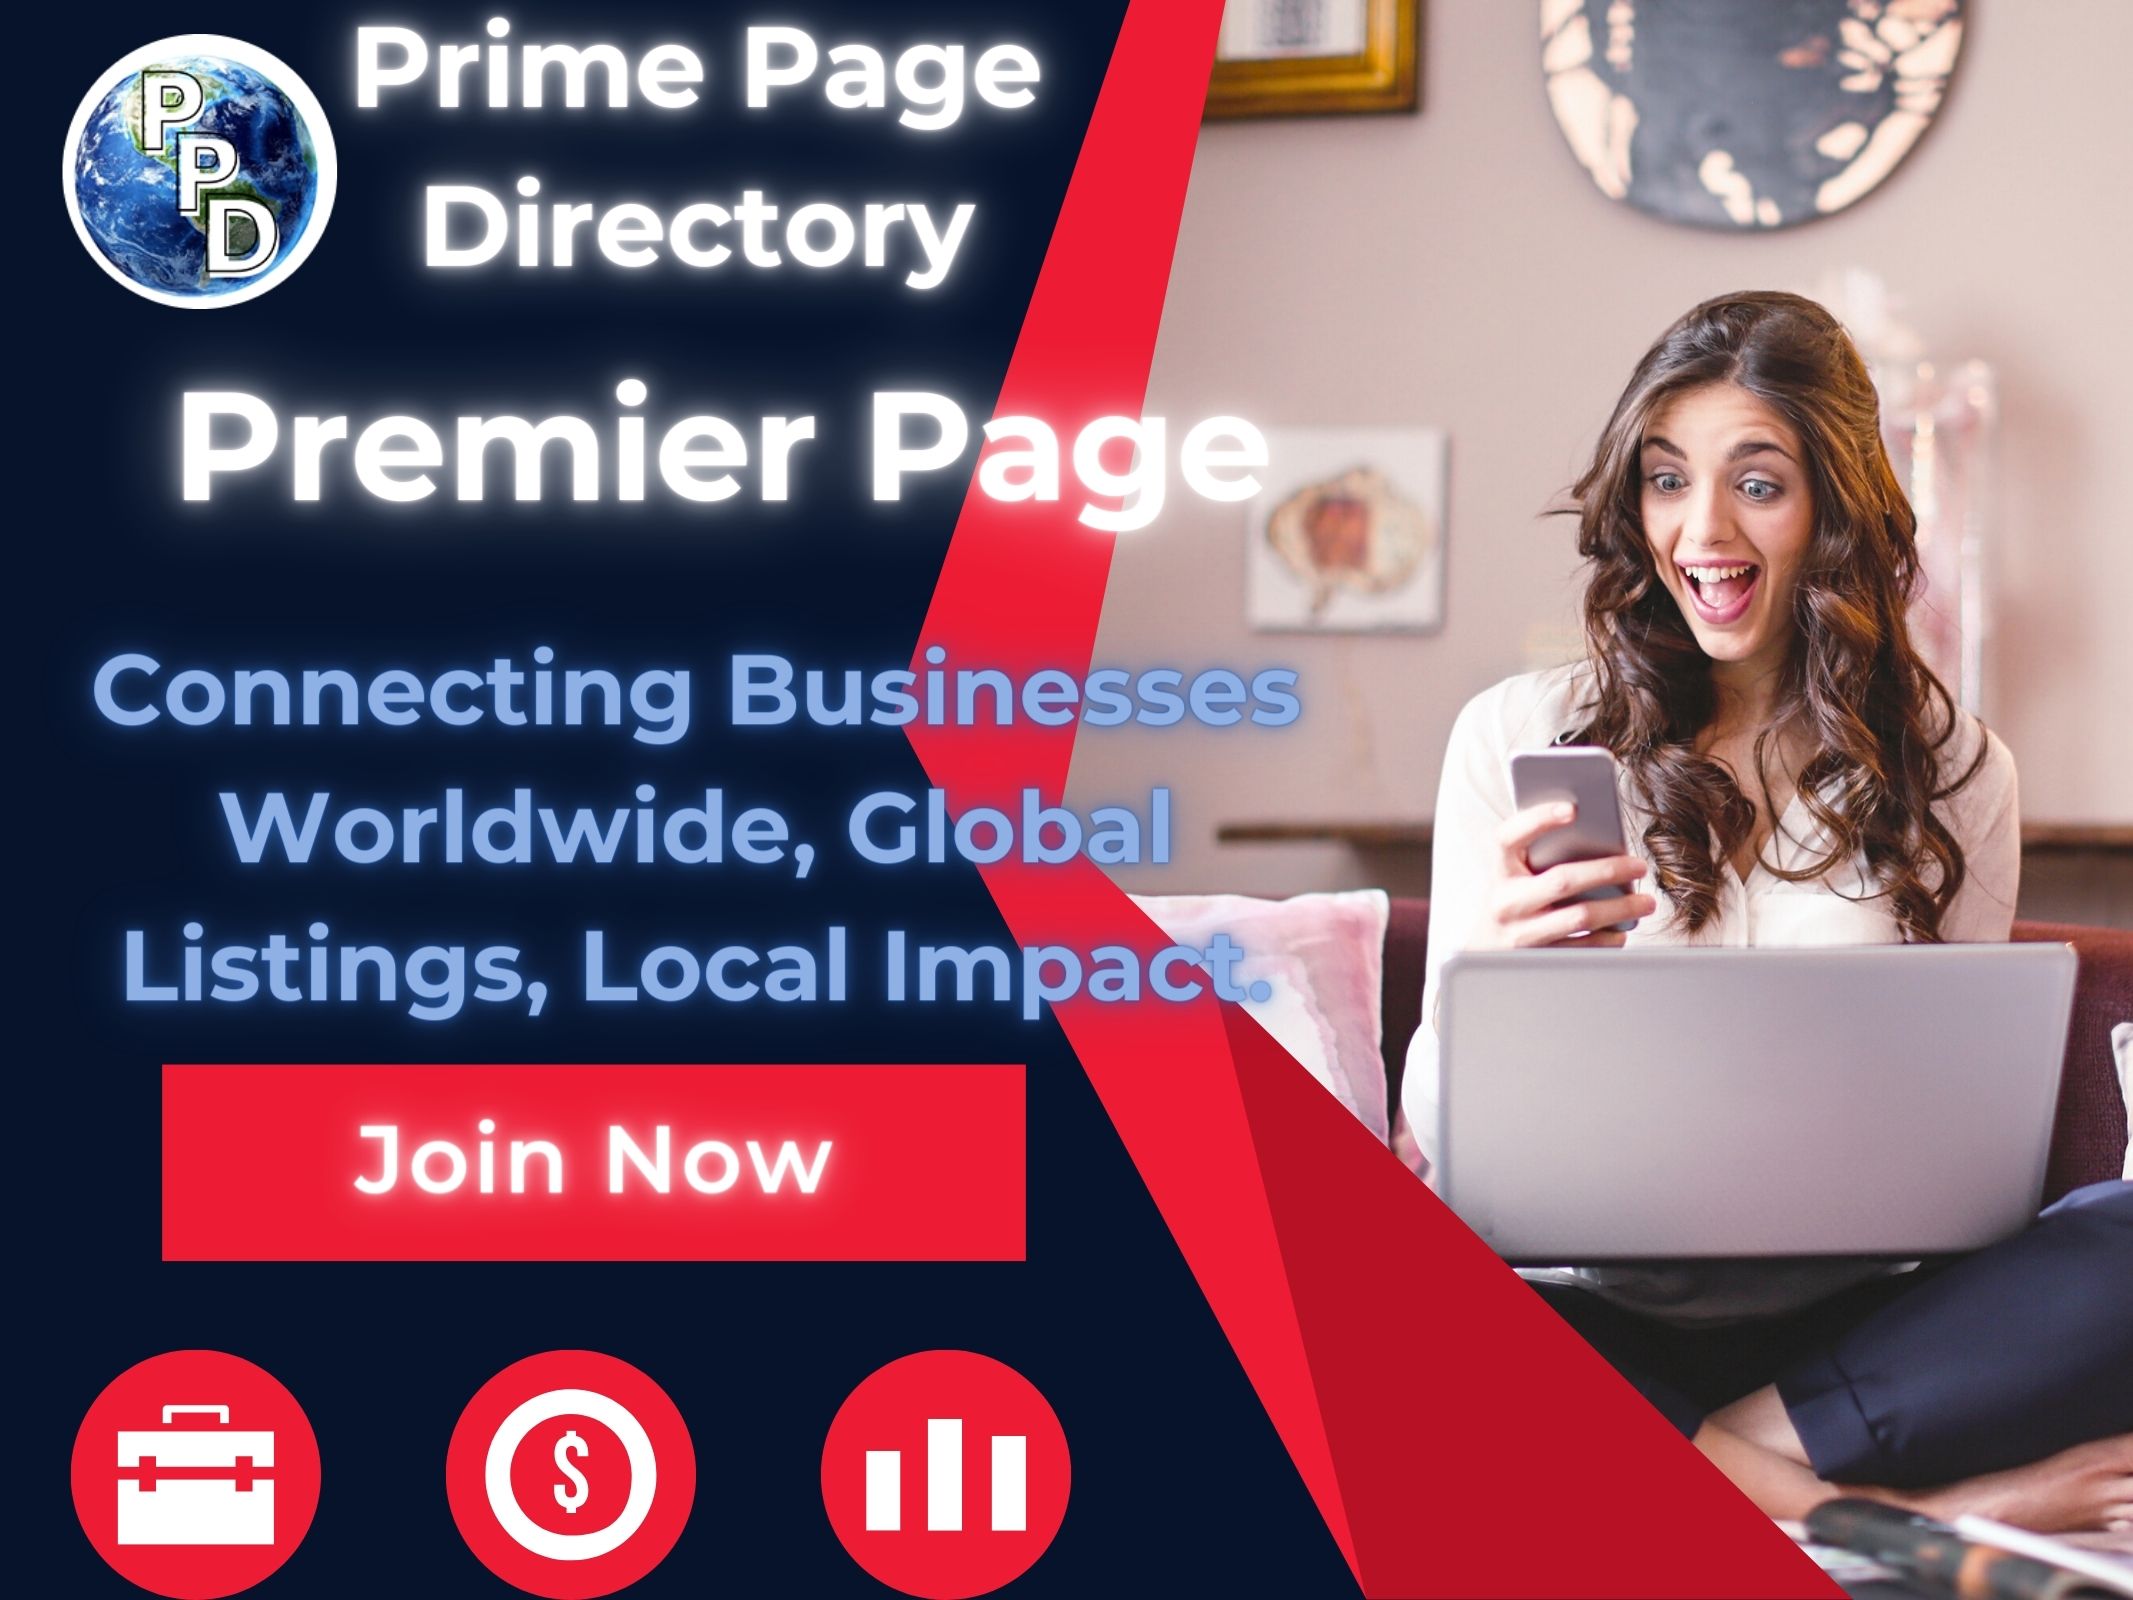 PPD
Prime Page
Directory
Premier Page
Connecting Businesses
Worldwide, Global
Listings, Local Impact.
Join Now
$